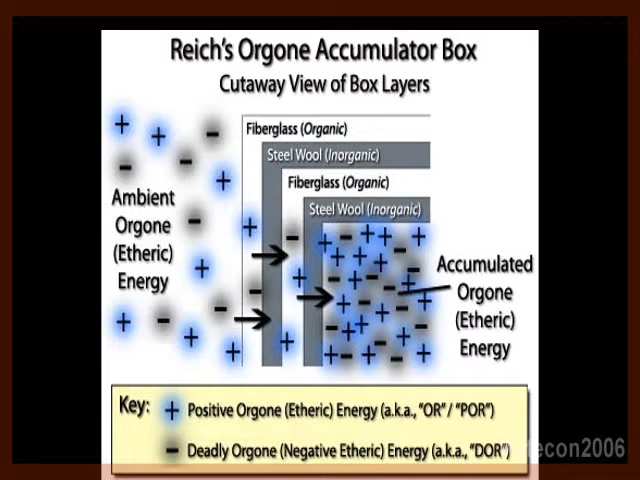 Reich's Orgone Accumulator Box
Cutaway View of Box Layers
Fiberglass (Organic)
Steel Wool (Inorganic)
Fiberglass (Organic)
Steel Wool (Inorganic)
Ambient
Orgone
(Etheric)
Energy
Accumulated
Orgone
(Etheric)
Energy
Key:
+ Positive Orgone (Etheric) Energy (a.k.a., "OR" / "POR")
- Deadly Orgone (Negative Etheric) Energy (a.k.a., "DOR")